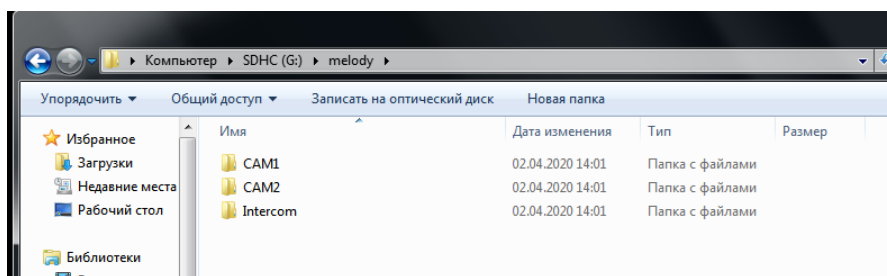 Компьютер ▸ SDHC (G:) ▸ melody ▸
Упорядочить ▼ Общий доступ ▼ Записать на оптический диск Новая папка
Избранное
Загрузки
Недавние места
Рабочий стол
Библиотеки
Имя Дата изменения Тип Размер
CAM1 02.04.2020 14:01 Папка с файлами
CAM2 02.04.2020 14:01 Папка с файлами
Intercom 02.04.2020 14:01 Папка с файлами